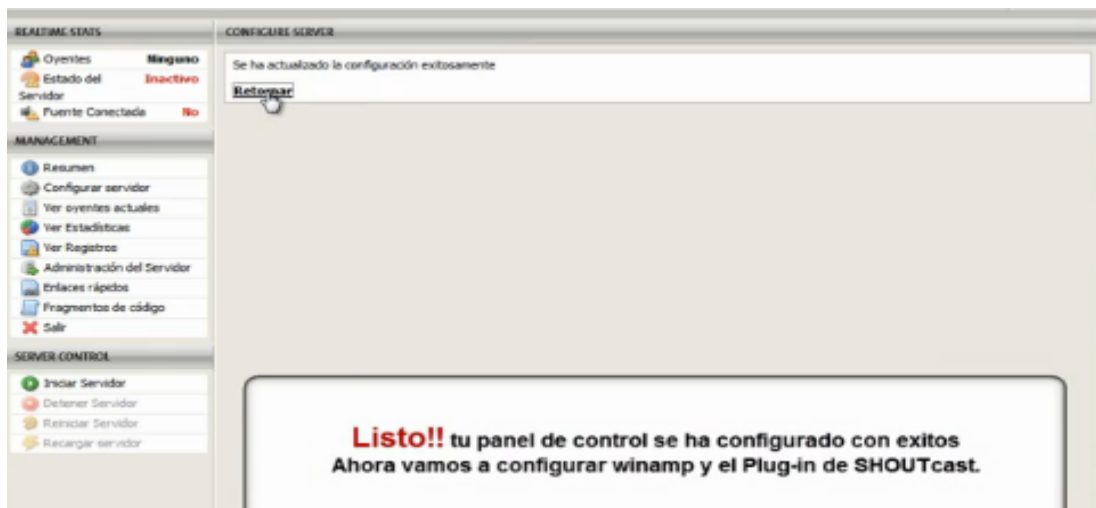 REALTIME STATS
Oyentes Ninguno
Estado del Servidor Inactivo
Fuente Conectada No
MANAGEMENT
Resumen
Configurar servidor
Ver oyentes actuales
Ver Estadísticas
Ver Registros
Administración del Servidor
Enlaces rápidos
Fragmentos de código
Salir
SERVER CONTROL
Iniciar Servidor
Detener Servidor
Reiniciar Servidor
Recargar servidor
CONFIGURE SERVER
Se ha actualizado la configuración exitosamente
Retornar
Listo!! tu panel de control se ha configurado con exitos
Ahora vamos a configurar winamp y el Plug-in de SHOUTcast.